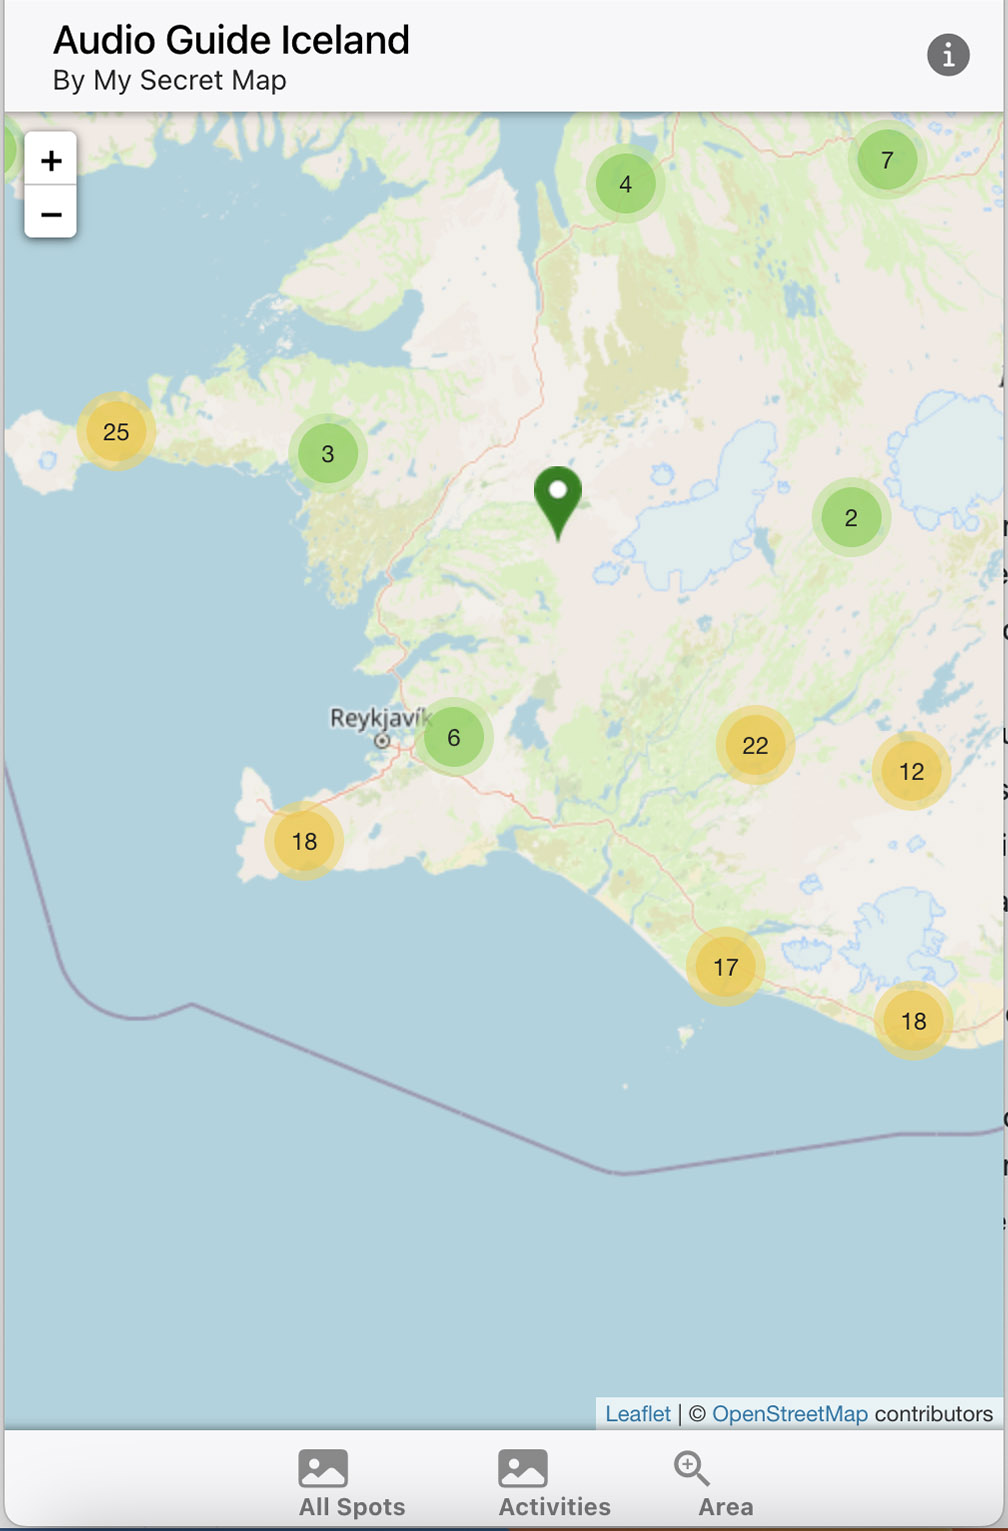 Audio Guide Iceland
By My Secret Map
+
−
4
7
25
3
2
Reykjavík
6
22
12
18
17
18
Leaflet | © OpenStreetMap contributors
All Spots
Activities
Area